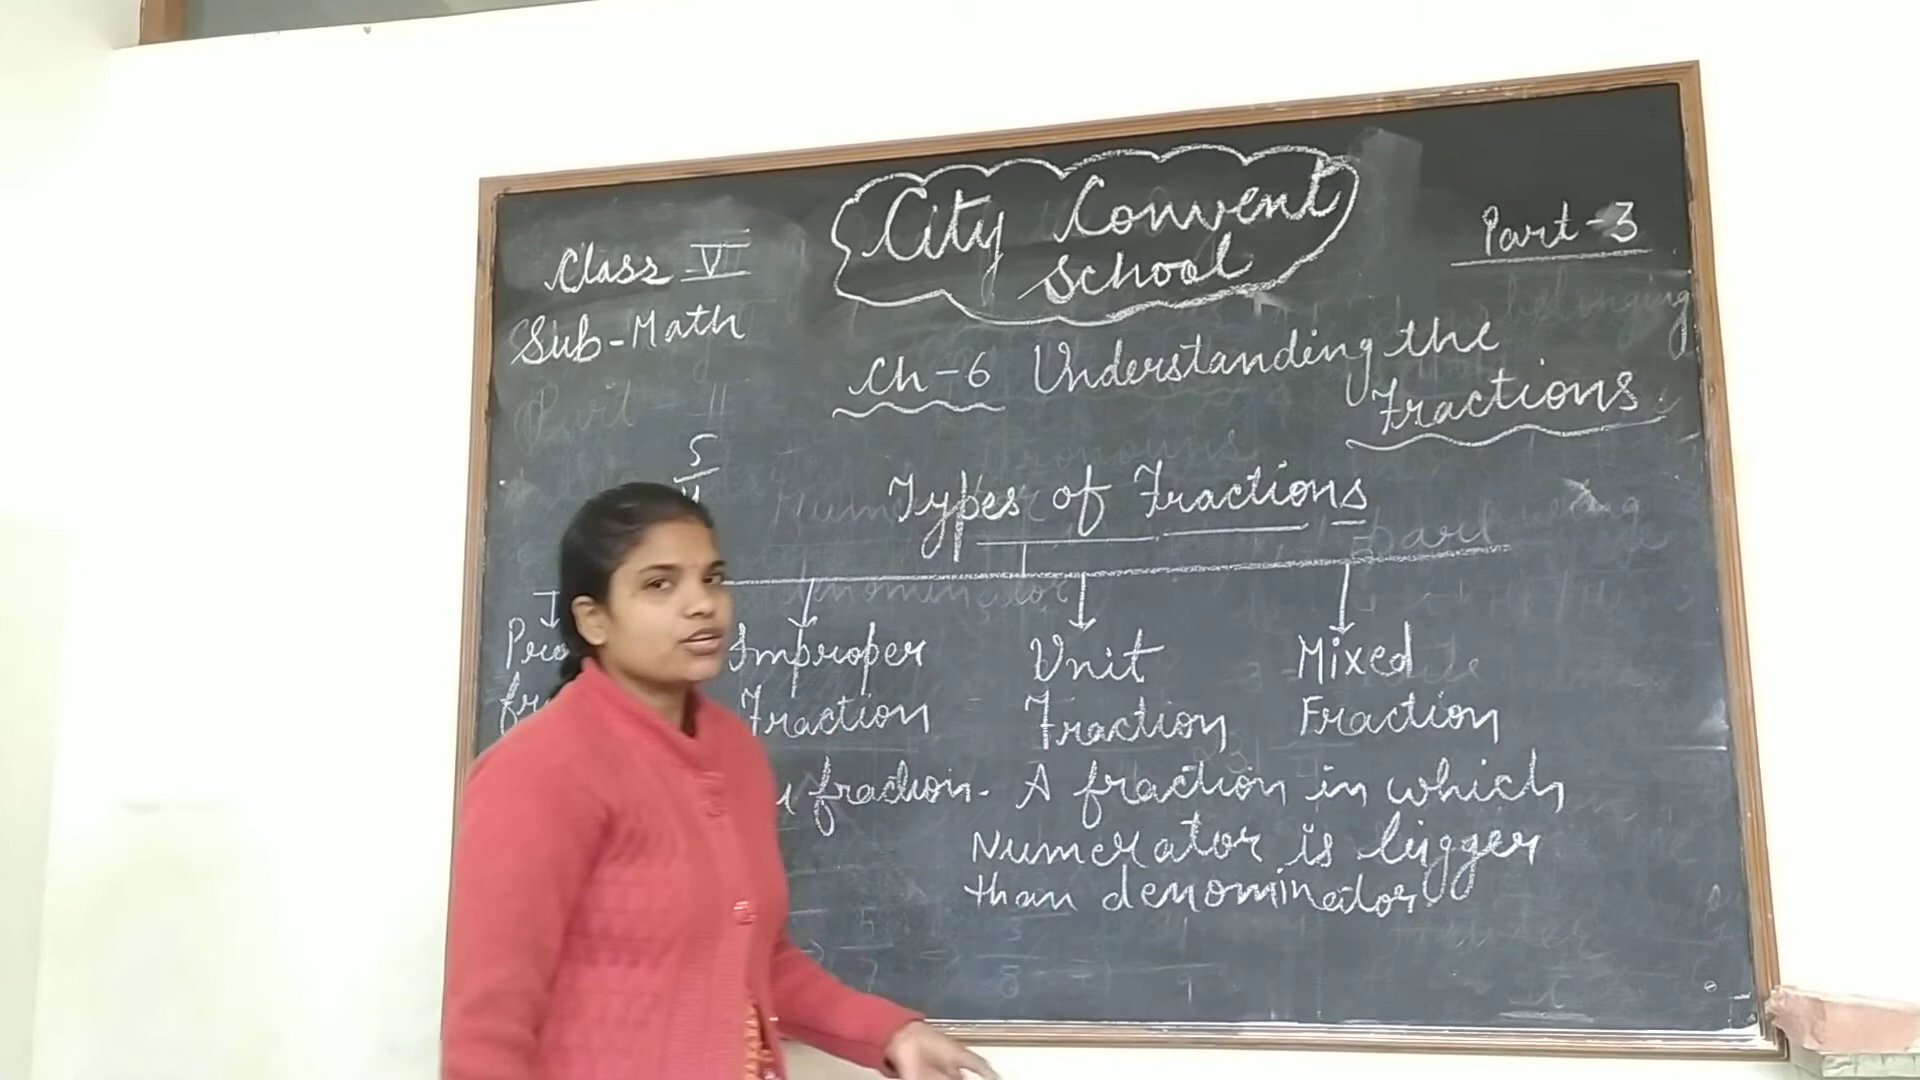 City Convent
School
Class V
Part-3
Sub-Math
Ch-6 Understanding the
Fractions
5
Types of Fractions
Improper Unit Mixed
Fraction Fraction Fraction
fraction. A fraction in which
Numerator is bigger
than denominator